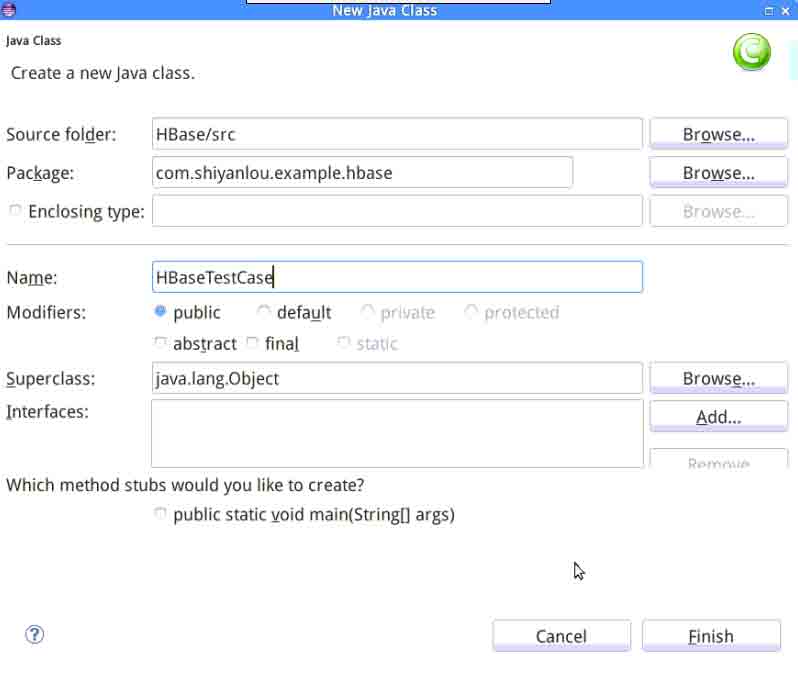 New Java Class
Java Class
Create a new Java class.
Source folder: HBase/src Browse...
Package: com.shiyanlou.example.hbase Browse...
Enclosing type: Browse...
Name: HBaseTestCase
Modifiers: public default private protected
abstract final static
Superclass: java.lang.Object Browse...
Interfaces: Add...
Remove
Which method stubs would you like to create?
public static void main(String[] args)
? Cancel Finish